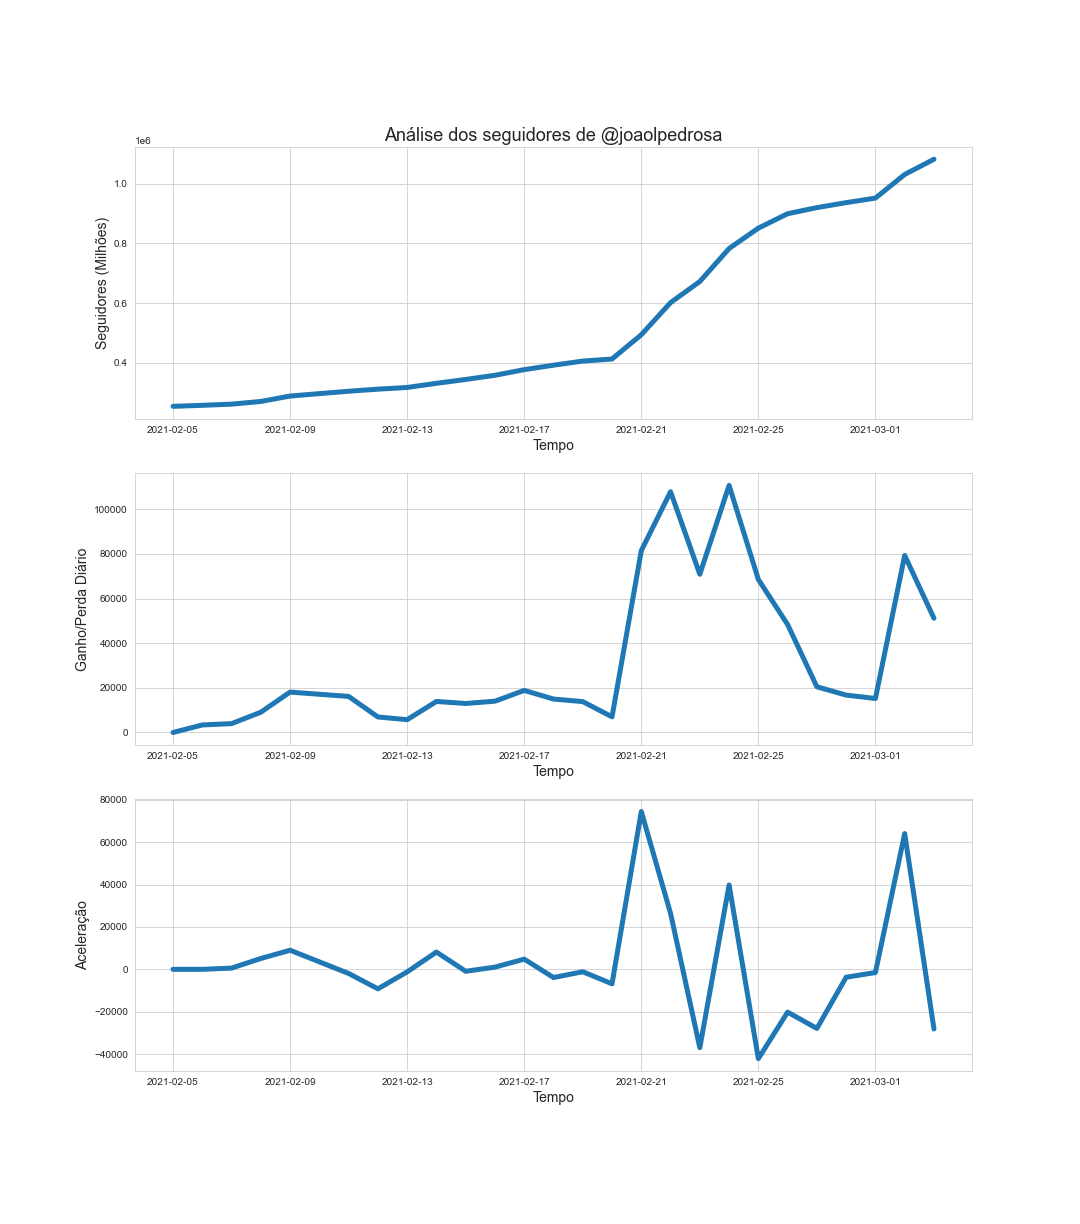 Análise dos seguidores de @joaolpedrosa
1e6
1.0
0.8
0.6
0.4
Seguidores (Milhões)
2021-02-05 2021-02-09 2021-02-13 2021-02-17 2021-02-21 2021-02-25 2021-03-01
Tempo
100000
80000
60000
40000
20000
0
Ganho/Perda Diário
2021-02-05 2021-02-09 2021-02-13 2021-02-17 2021-02-21 2021-02-25 2021-03-01
Tempo
80000
60000
40000
20000
0
−20000
−40000
Aceleração
2021-02-05 2021-02-09 2021-02-13 2021-02-17 2021-02-21 2021-02-25 2021-03-01
Tempo